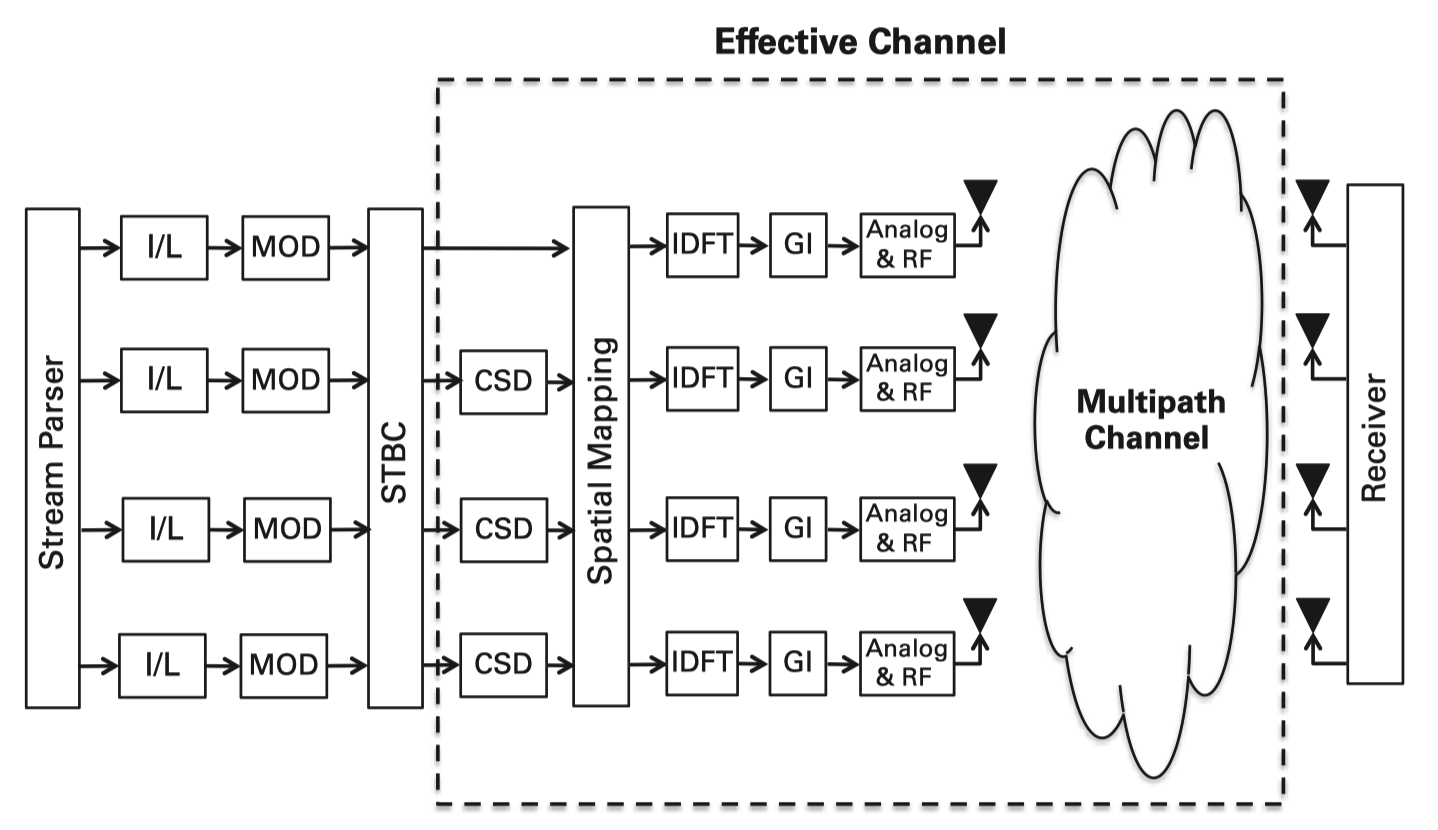 Effective Channel
Stream Parser
I/L
MOD
STBC
Spatial Mapping
IDFT
GI
Analog
& RF
I/L
MOD
CSD
IDFT
GI
Analog
& RF
I/L
MOD
CSD
IDFT
GI
Analog
& RF
I/L
MOD
CSD
IDFT
GI
Analog
& RF
Multipath
Channel
Receiver